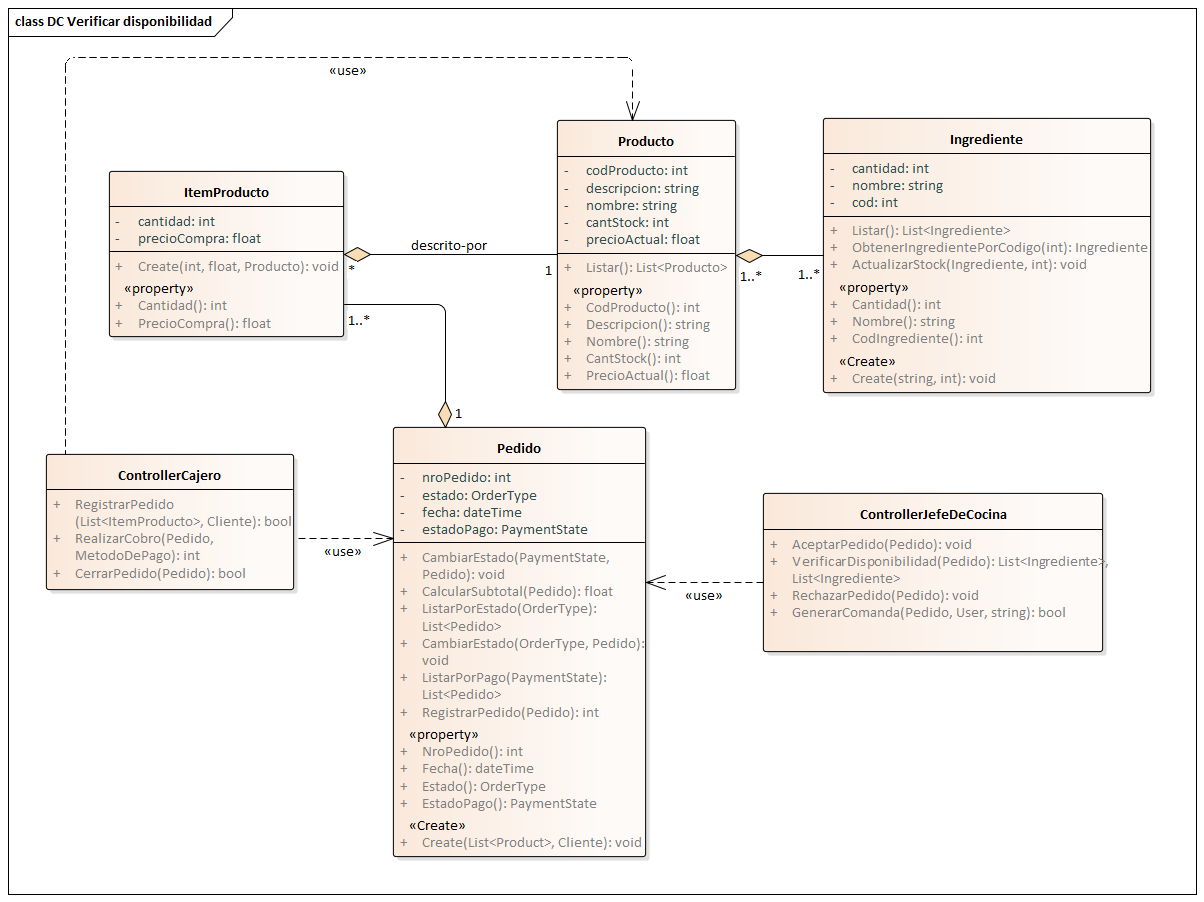 class DC Verificar disponibilidad
«use»
Producto
- codProducto: int
- descripcion: string
- nombre: string
- cantStock: int
- precioActual: float
+ Listar(): List<Producto>
«property»
+ CodProducto(): int
+ Descripcion(): string
+ Nombre(): string
+ CantStock(): int
+ PrecioActual(): float
Ingrediente
- cantidad: int
- nombre: string
- cod: int
+ Listar(): List<Ingrediente>
+ ObtenerIngredientePorCodigo(int): Ingrediente
+ ActualizarStock(Ingrediente, int): void
«property»
+ Cantidad(): int
+ Nombre(): string
+ CodIngrediente(): int
«Create»
+ Create(string, int): void
ItemProducto
- cantidad: int
- precioCompra: float
+ Create(int, float, Producto): void
«property»
+ Cantidad(): int
+ PrecioCompra(): float
descrito-por
*
1
1..*
1..*
1..*
1
Pedido
- nroPedido: int
- estado: OrderType
- fecha: dateTime
- estadoPago: PaymentState
+ CambiarEstado(PaymentState,
Pedido): void
+ CalcularSubtotal(Pedido): float
+ ListarPorEstado(OrderType):
List<Pedido>
+ CambiarEstado(OrderType, Pedido):
void
+ ListarPorPago(PaymentState):
List<Pedido>
+ RegistrarPedido(Pedido): int
«property»
+ NroPedido(): int
+ Fecha(): dateTime
+ Estado(): OrderType
+ EstadoPago(): PaymentState
«Create»
+ Create(List<Product>, Cliente): void
ControllerCajero
+ RegistrarPedido
(List<ItemProducto>, Cliente): bool
+ RealizarCobro(Pedido,
MetodoDePago): int
+ CerrarPedido(Pedido): bool
«use»
ControllerJefeDeCocina
+ AceptarPedido(Pedido): void
+ VerificarDisponibilidad(Pedido): List<Ingrediente>,
List<Ingrediente>
+ RechazarPedido(Pedido): void
+ GenerarComanda(Pedido, User, string): bool
«use»